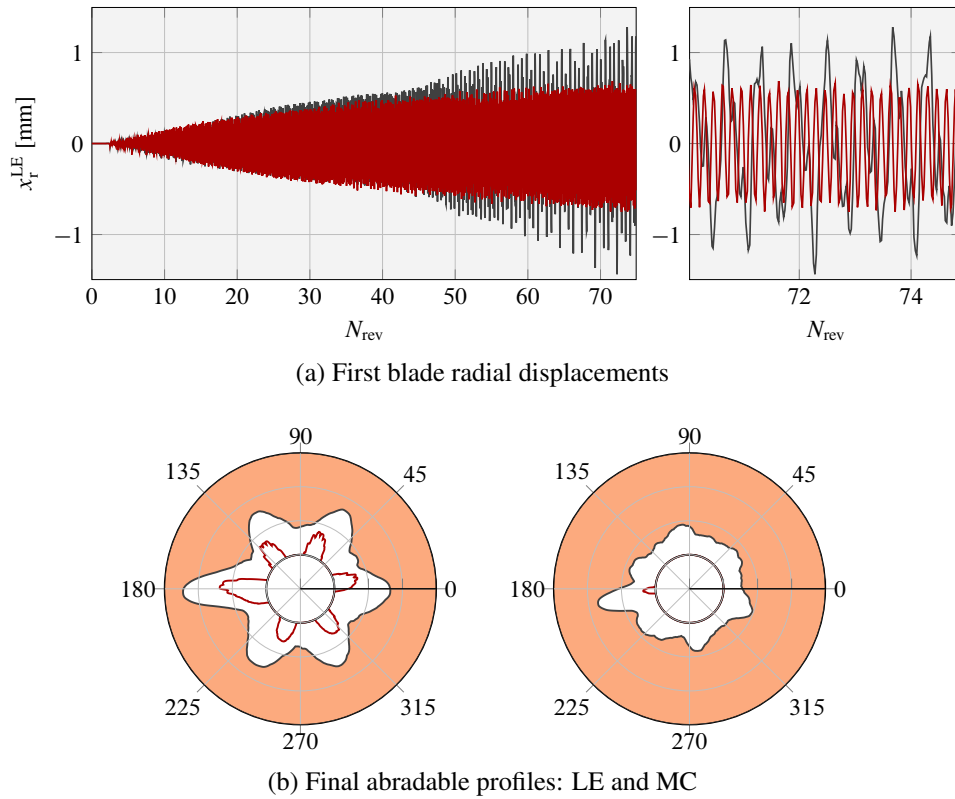 1
0
−1
x_r^LE [mm]
0 10 20 30 40 50 60 70
N_rev
1
0
−1
72 74
N_rev
(a) First blade radial displacements
90
135 45
180 0
225 315
270
90
135 45
180 0
225 315
270
(b) Final abradable profiles: LE and MC